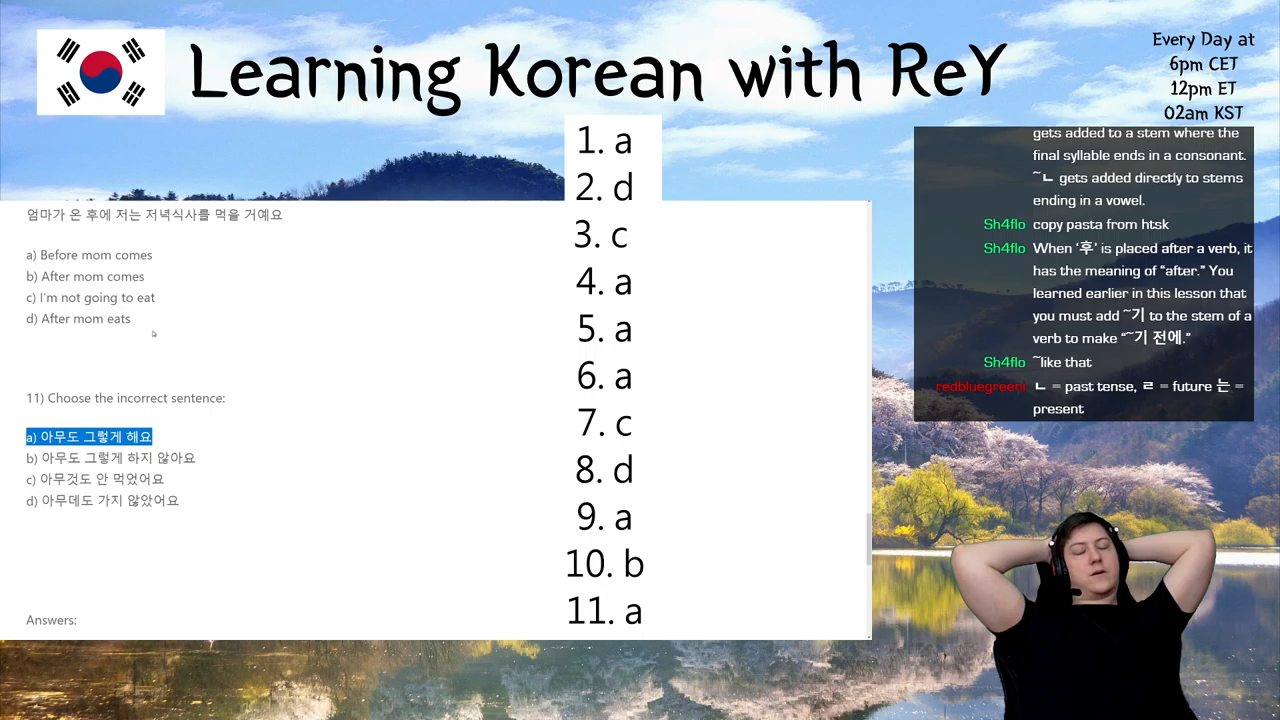 Learning Korean with ReY
Every Day at
6pm CET
12pm ET
02am KST
1. a
2. d
3. c
4. a
5. a
6. a
7. c
8. d
9. a
10. b
11. a
엄마가 온 후에 저는 저녁식사를 먹을 거예요
a) Before mom comes
b) After mom comes
c) I'm not going to eat
d) After mom eats
11) Choose the incorrect sentence:
a) 아무도 그렇게 해요
b) 아무도 그렇게 하지 않아요
c) 아무것도 안 먹었어요
d) 아무데도 가지 않았어요
Answers:
gets added to a stem where the
final syllable ends in a consonant.
~ㄴ gets added directly to stems
ending in a vowel.
Sh4flo copy pasta from htsk
Sh4flo When ‘후’ is placed after a verb, it
has the meaning of “after.” You
learned earlier in this lesson that
you must add ~기 to the stem of a
verb to make “~기 전에.”
Sh4flo ~like that
redbluegreen ㄴ = past tense, ㄹ = future 는 =
present